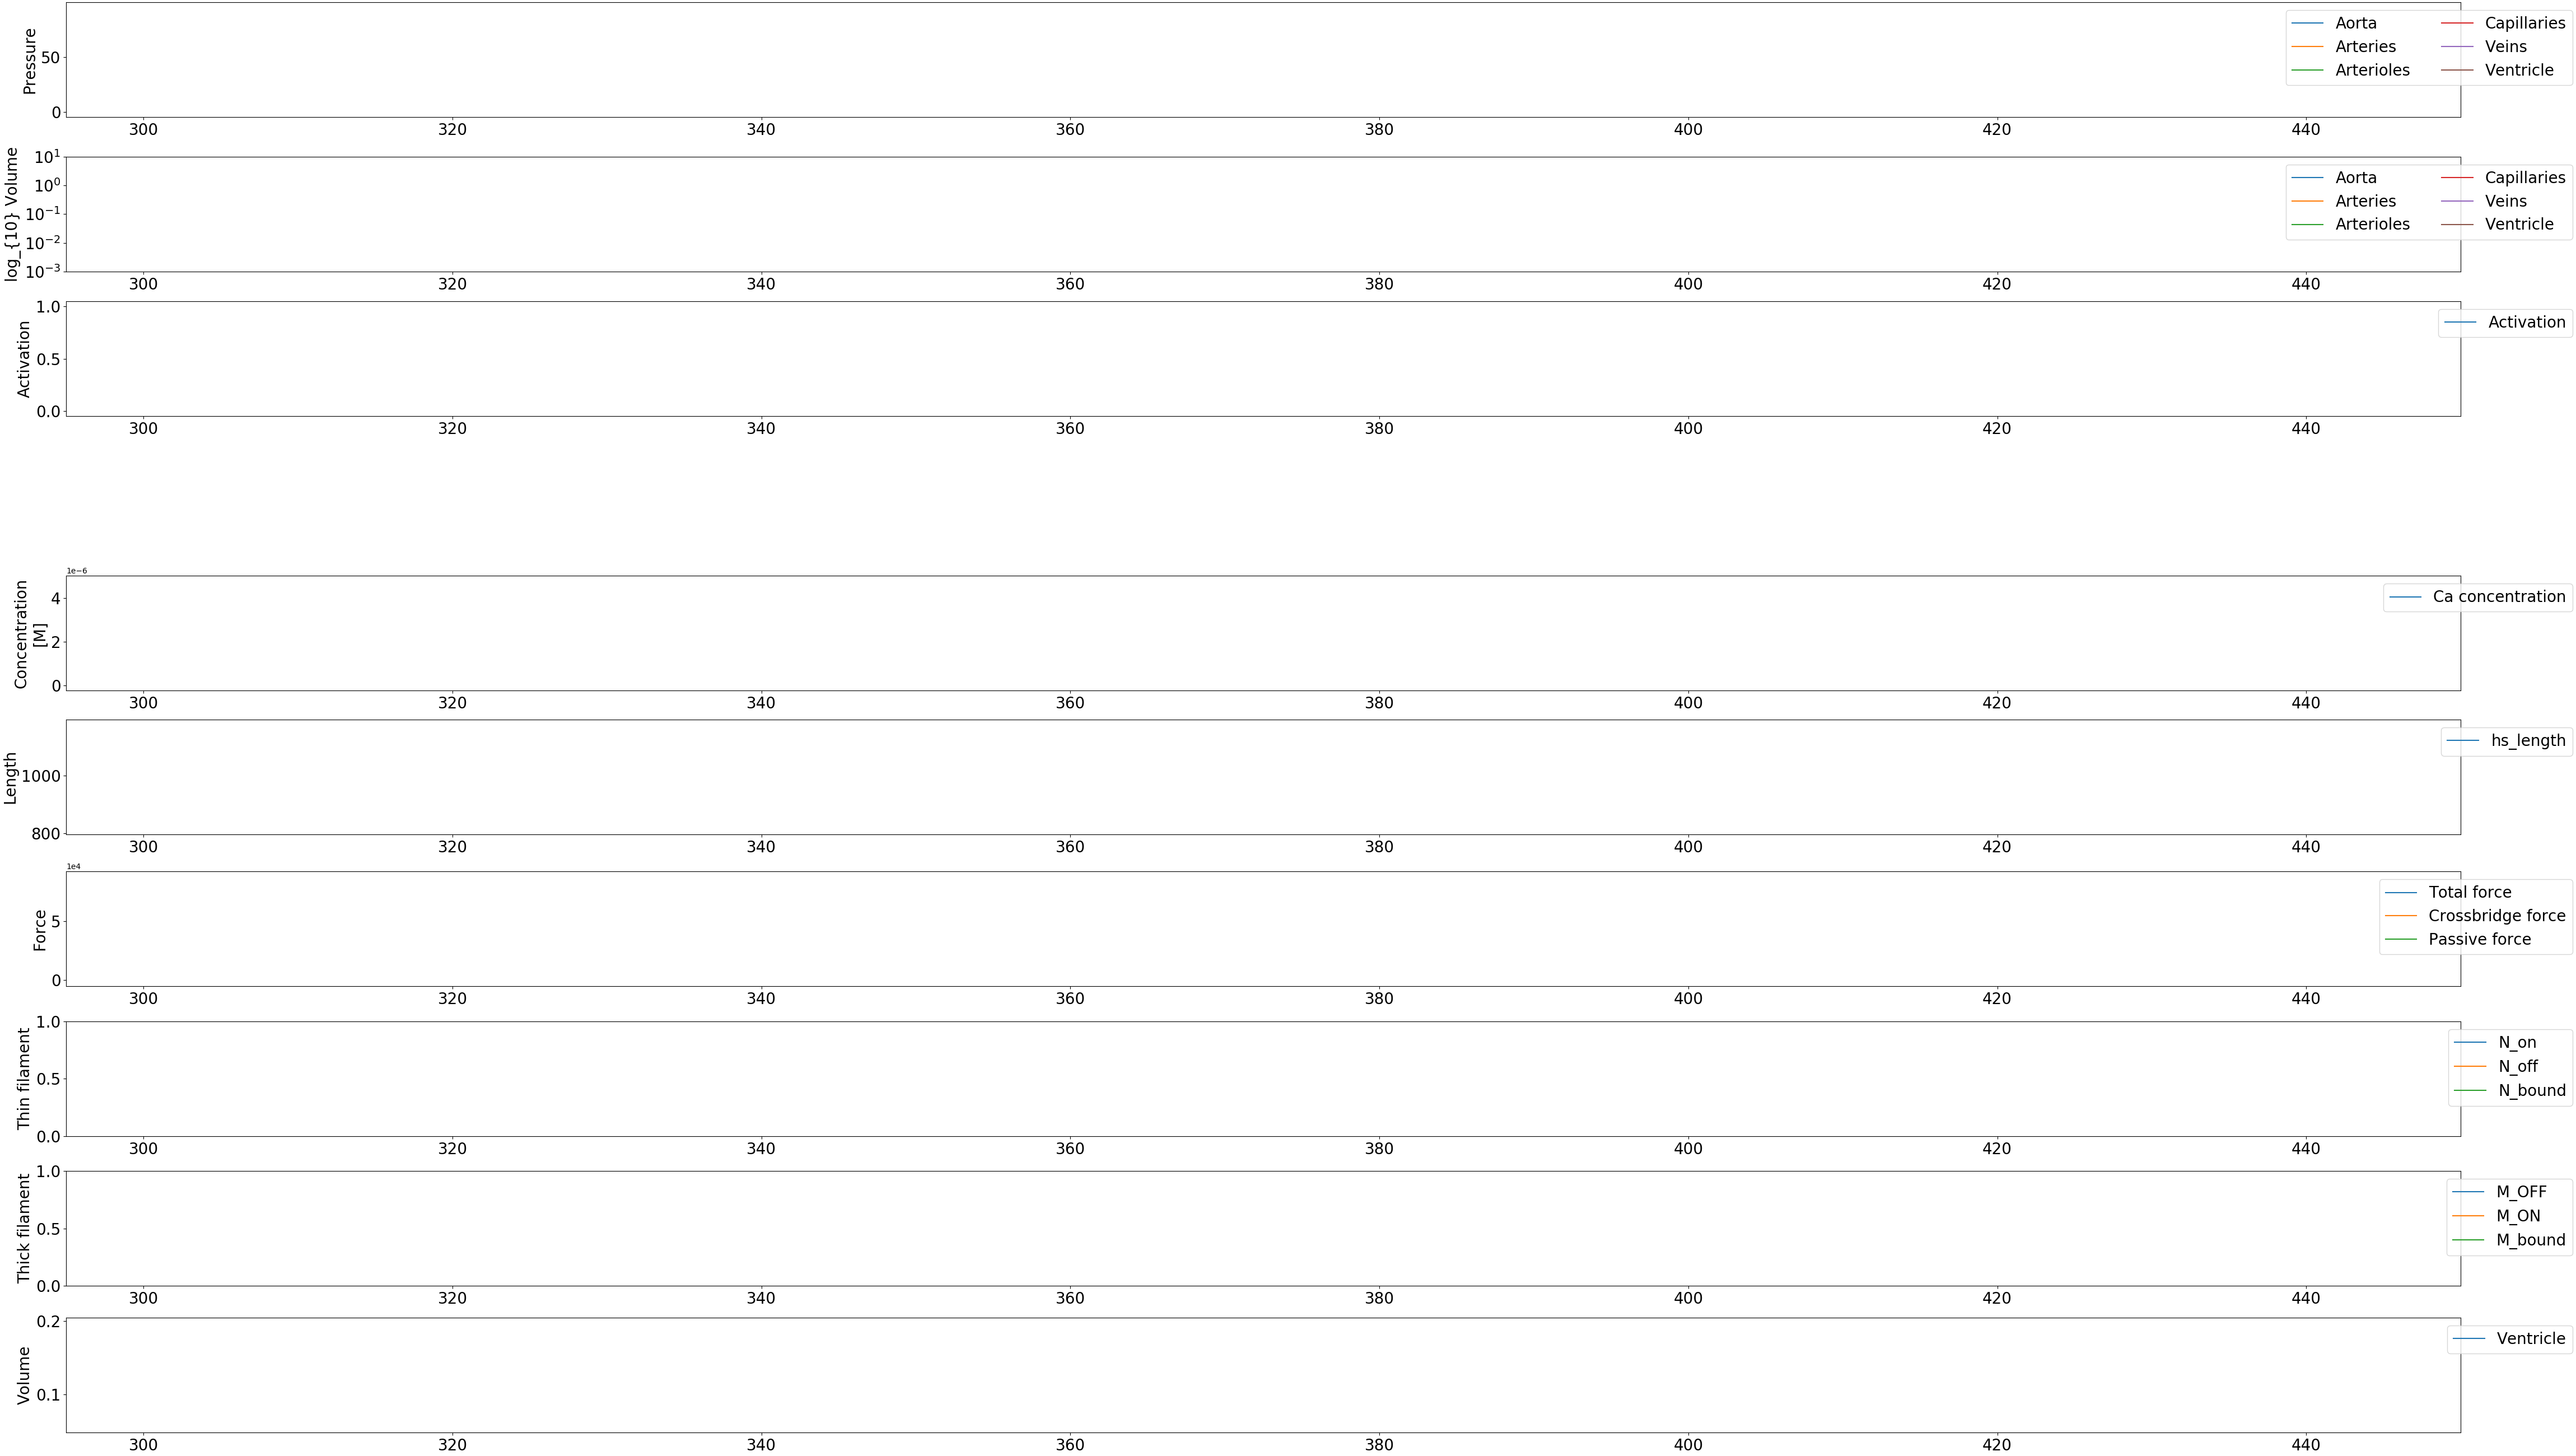 Pressure
50
0
Aorta Capillaries
Arteries Veins
Arterioles Ventricle
300 320 340 360 380 400 420 440
log_{10} Volume
10^1
10^0
10^−1
10^−2
10^−3
Aorta Capillaries
Arteries Veins
Arterioles Ventricle
300 320 340 360 380 400 420 440
Activation
1.0
0.5
0.0
Activation
300 320 340 360 380 400 420 440
Concentration
[M]
1e−6
4
2
0
Ca concentration
300 320 340 360 380 400 420 440
Length
1000
800
hs_length
300 320 340 360 380 400 420 440
Force
1e4
5
0
Total force
Crossbridge force
Passive force
300 320 340 360 380 400 420 440
Thin filament
1.0
0.5
0.0
N_on
N_off
N_bound
300 320 340 360 380 400 420 440
Thick filament
1.0
0.5
0.0
M_OFF
M_ON
M_bound
300 320 340 360 380 400 420 440
Volume
0.2
0.1
Ventricle
300 320 340 360 380 400 420 440